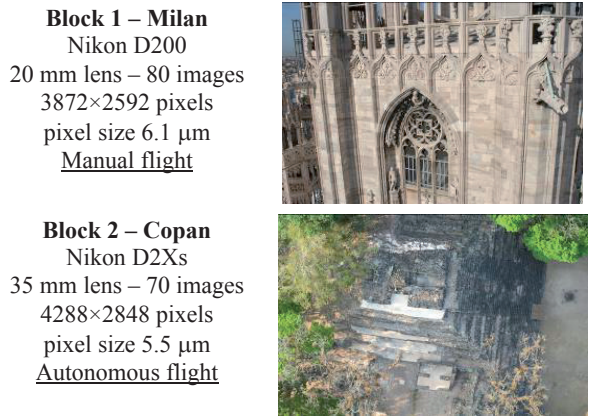 Block 1 – Milan
Nikon D200
20 mm lens – 80 images
3872×2592 pixels
pixel size 6.1 μm
Manual flight
Block 2 – Copan
Nikon D2Xs
35 mm lens – 70 images
4288×2848 pixels
pixel size 5.5 μm
Autonomous flight